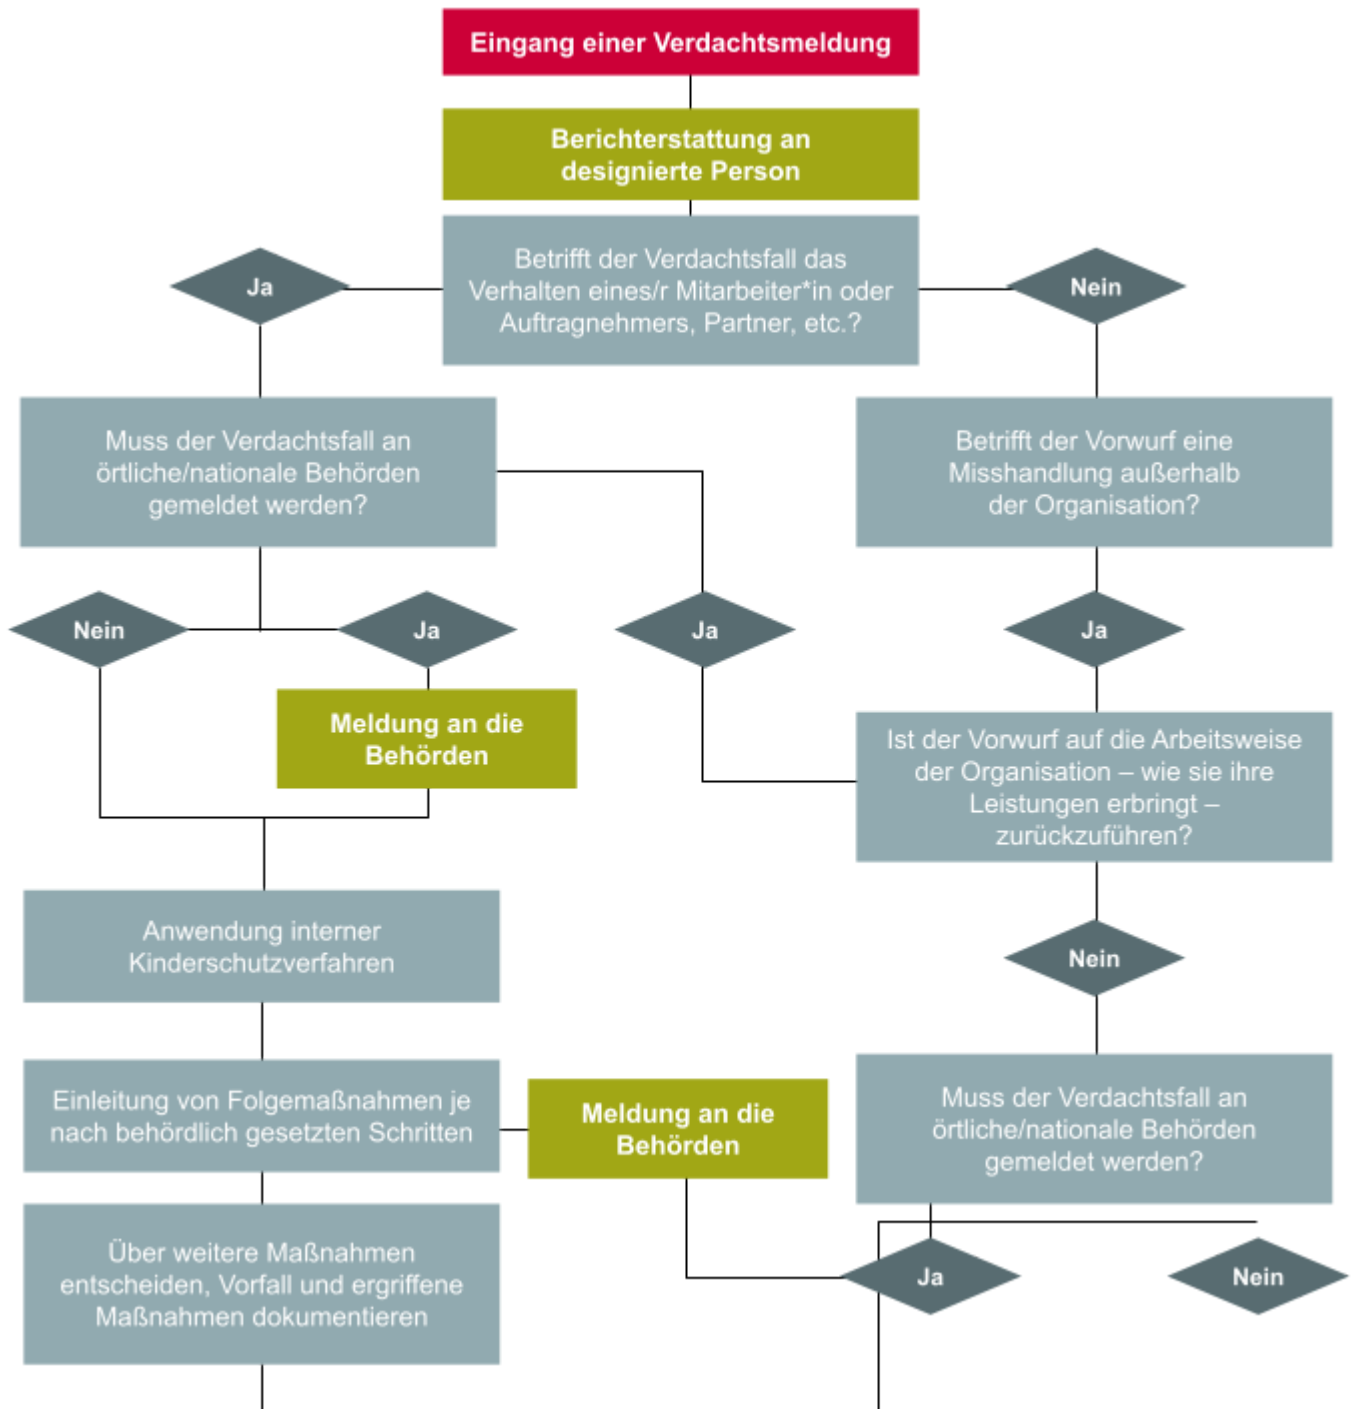 Eingang einer Verdachtsmeldung
Berichterstattung an
designierte Person
Betrifft der Verdachtsfall das
Verhalten eines/r Mitarbeiter*in oder
Auftragnehmers, Partner, etc.?
Ja
Nein
Muss der Verdachtsfall an
örtliche/nationale Behörden
gemeldet werden?
Betrifft der Vorwurf eine
Misshandlung außerhalb
der Organisation?
Nein
Ja
Ja
Ja
Meldung an die
Behörden
Ist der Vorwurf auf die Arbeitsweise
der Organisation – wie sie ihre
Leistungen erbringt –
zurückzuführen?
Anwendung interner
Kinderschutzverfahren
Nein
Einleitung von Folgemaßnahmen je
nach behördlich gesetzten Schritten
Meldung an die
Behörden
Muss der Verdachtsfall an
örtliche/nationale Behörden
gemeldet werden?
Über weitere Maßnahmen
entscheiden, Vorfall und ergriffene
Maßnahmen dokumentieren
Ja
Nein